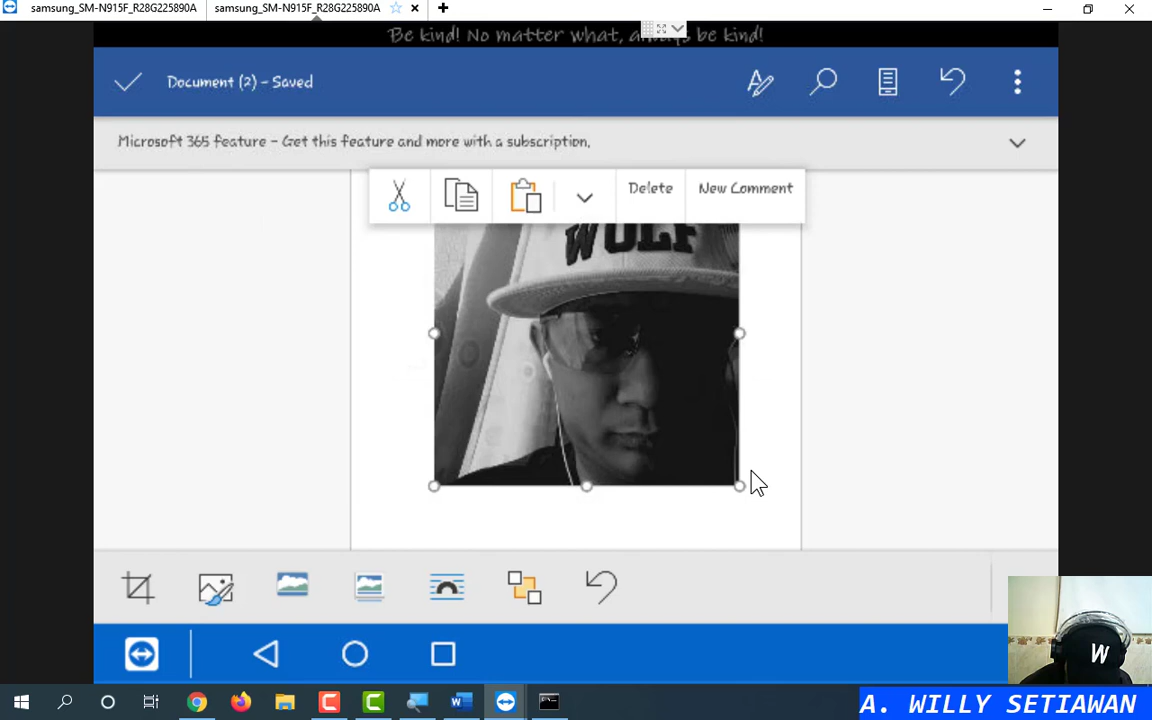 samsung_SM-N915F_R28G225890A samsung_SM-N915F_R28G225890A
Be kind! No matter what, always be kind!
Document (2) - Saved
Microsoft 365 feature - Get this feature and more with a subscription.
Delete New Comment
WOLF
W
A. WILLY SETIAWAN